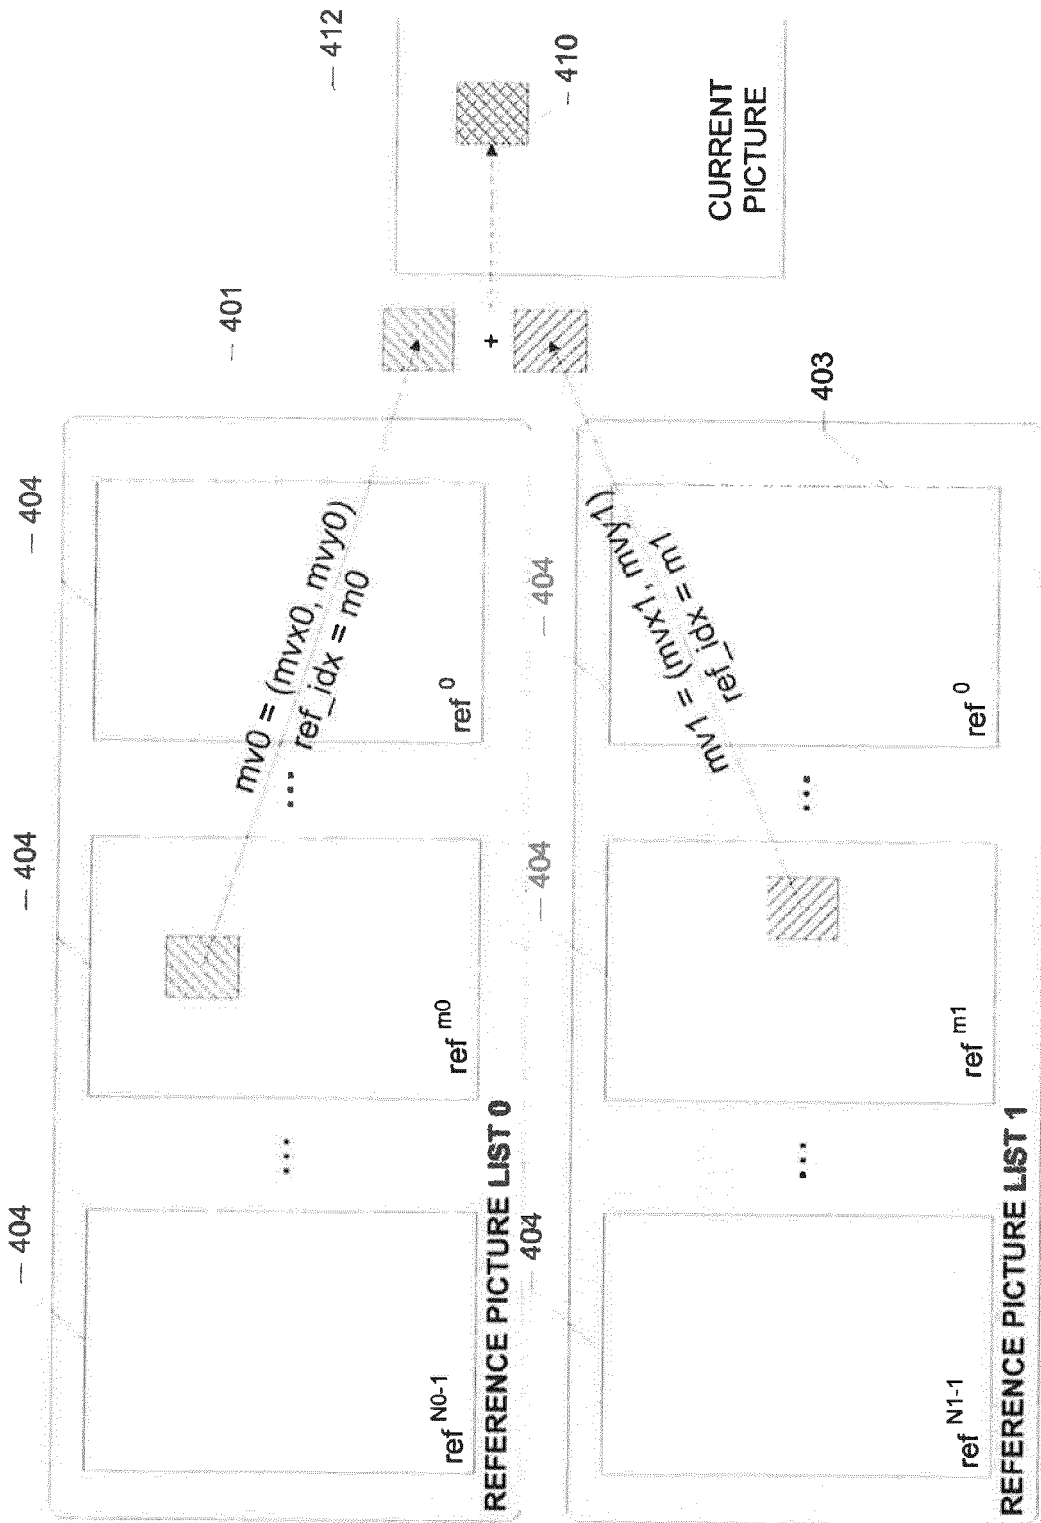 404
404
404
401
412
mv0 = (mvx0, mvy0)
ref_idx = m0
410
...
...
ref N0-1
ref m0
ref 0
REFERENCE PICTURE LIST 0
+
CURRENT
PICTURE
404
404
404
403
mv1 = (mvx1, mvy1)
ref_idx = m1
...
...
ref N1-1
ref m1
ref 0
REFERENCE PICTURE LIST 1